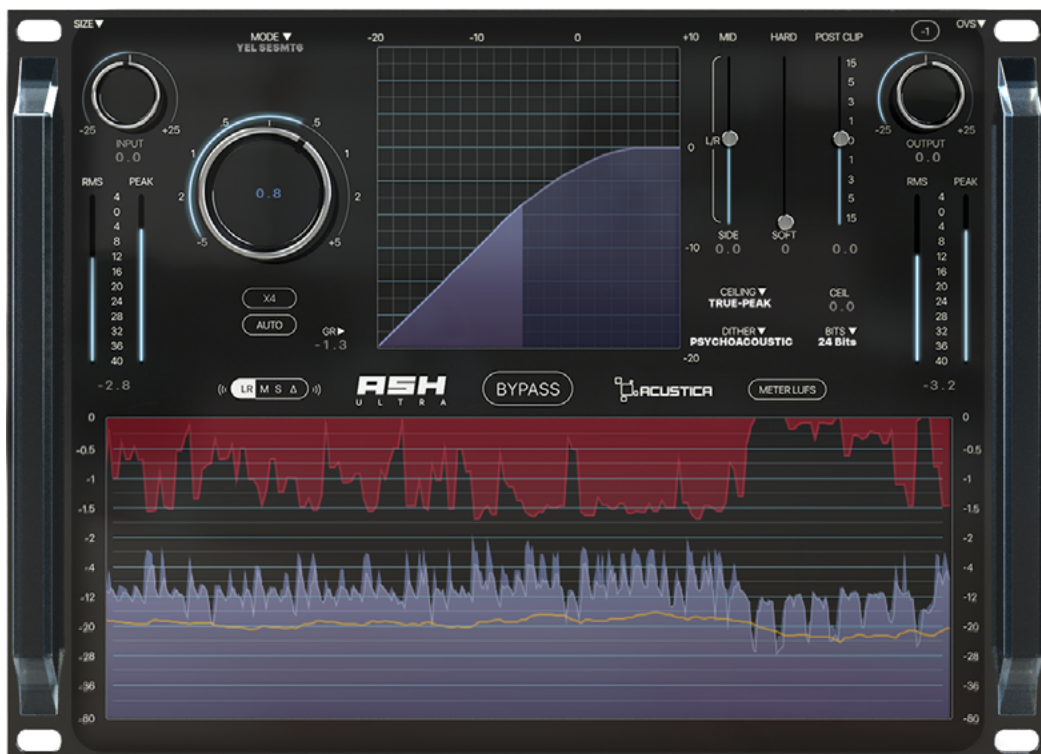 SIZE▼
MODE ▼
YEL SESMT6
-20 -10 0 +10
MID HARD POST CLIP
-1
OVS▼
-25 +25
INPUT
0.0
RMS PEAK
4
0
4
8
12
16
20
24
28
32
36
40
-2.8
.5 .5
1 1
2 2
-5 +5
0.8
X4
AUTO
GR▶
-1.3
0
-10
-20
L/R
15
5
3
1
0
1
3
5
15
SIDE SOFT
0.0 0 0.0
CEILING ▼
TRUE-PEAK
CEIL
0.0
DITHER ▼
PSYCHOACOUSTIC
BITS ▼
24 Bits
-25 +25
OUTPUT
0.0
RMS PEAK
4
0
4
8
12
16
20
24
28
32
36
40
-3.2
LR M S Δ
ASH
ULTRA
BYPASS
ACUSTICA
METER LUFS
0 0
-0.5 -0.5
-1 -1
-1.5 -1.5
-2 -2
-4 -4
-12 -12
-20 -20
-28 -28
-36 -36
-60 -80